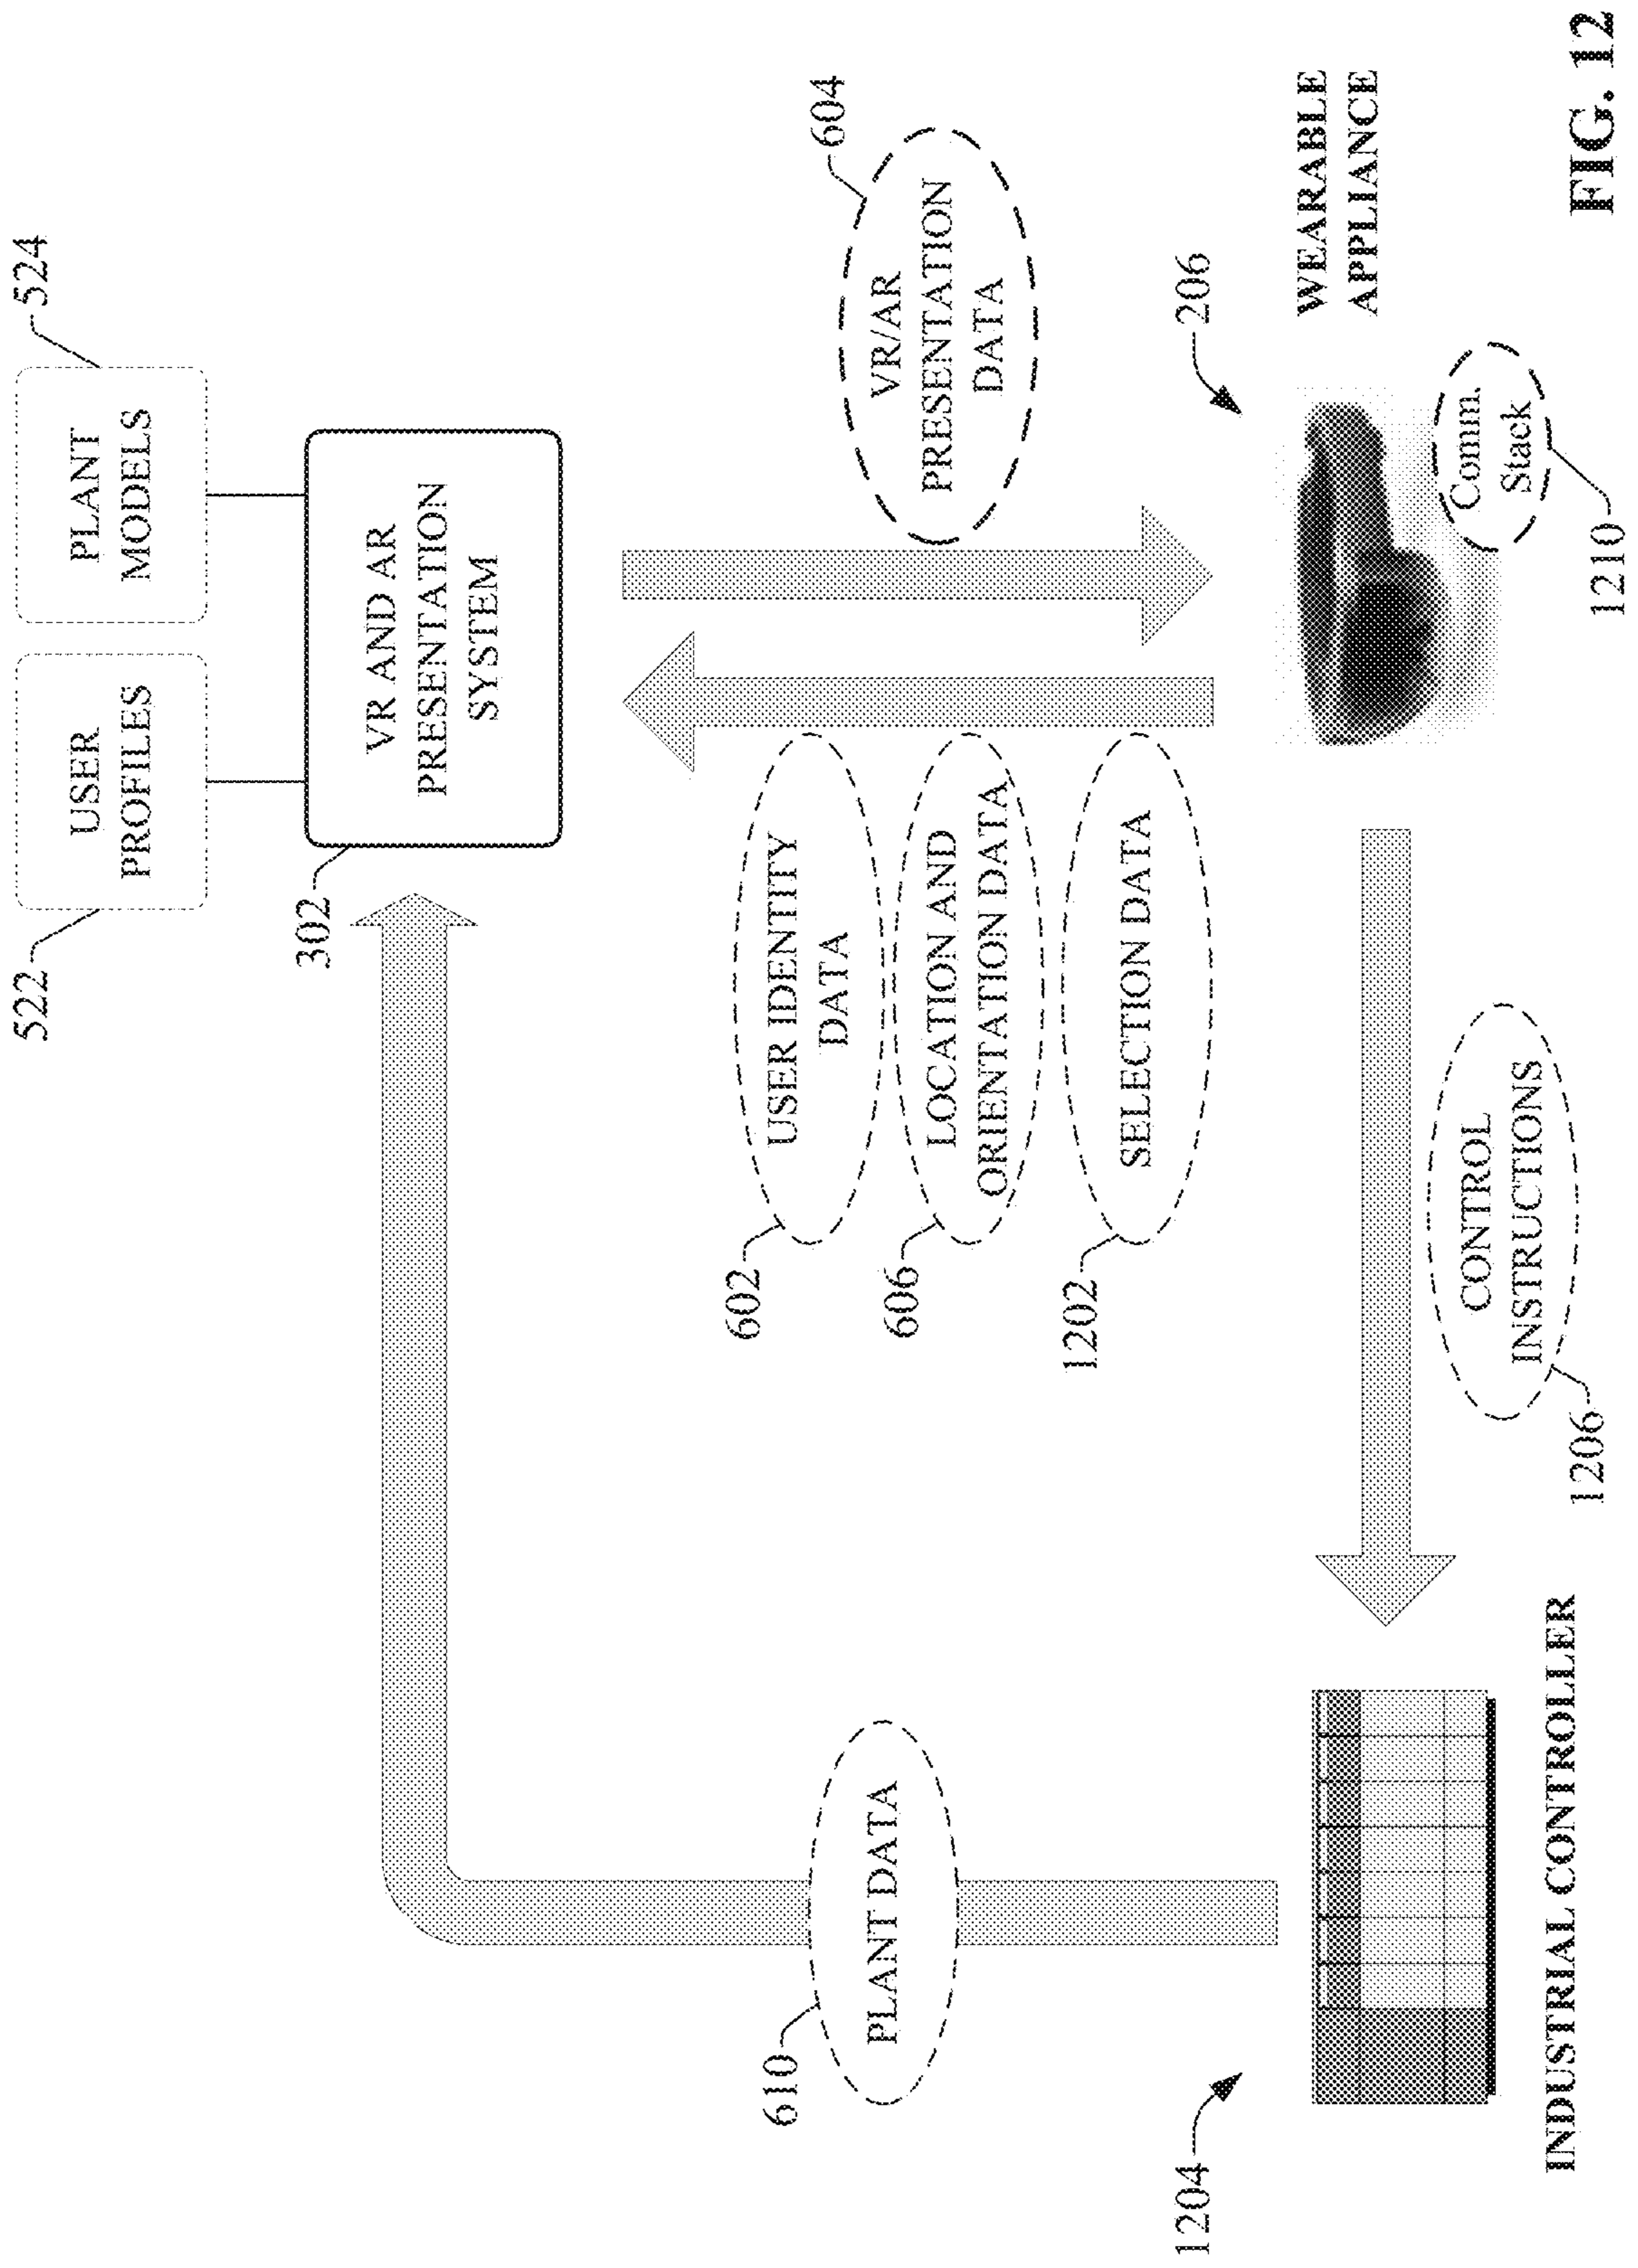 522
USER
PROFILES
PLANT
MODELS
524
302
VR AND AR
PRESENTATION
SYSTEM
610
PLANT DATA
602
USER IDENTITY
DATA
606
LOCATION AND
ORIENTATION DATA
1202
SELECTION DATA
604
VR/AR
PRESENTATION
DATA
1204
INDUSTRIAL CONTROLLER
1206
CONTROL
INSTRUCTIONS
206
1210
Comm.
Stack
WEARABLE
APPLIANCE
FIG. 12